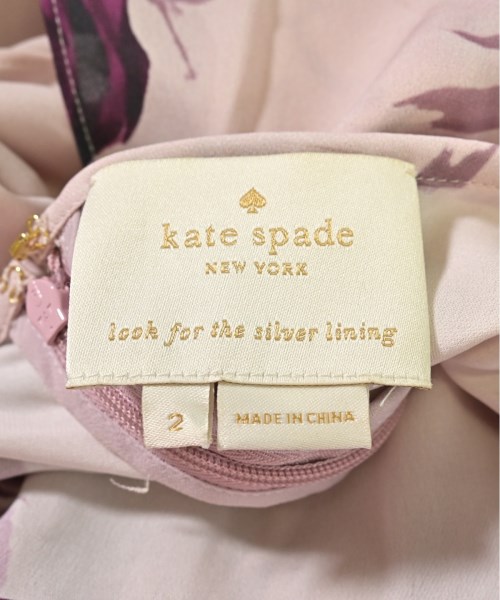 kate spade
NEW YORK
look for the silver lining
2
MADE IN CHINA